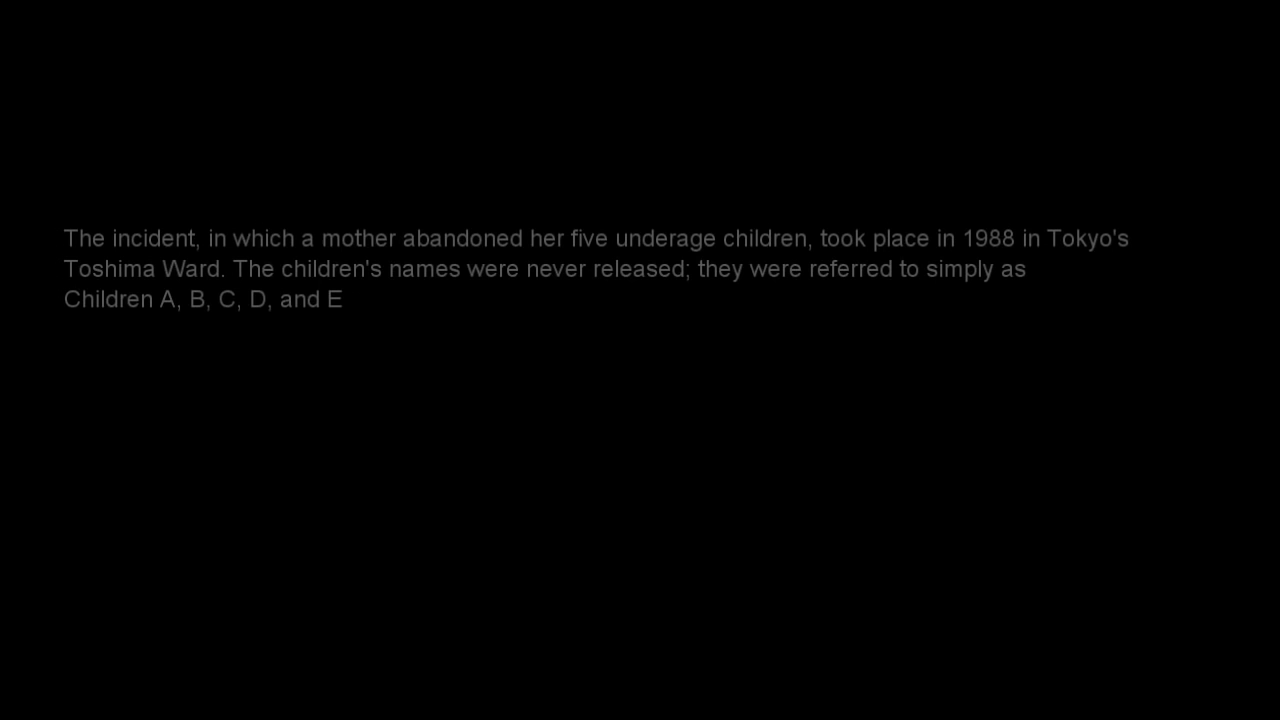 The incident, in which a mother abandoned her five underage children, took place in 1988 in Tokyo's
Toshima Ward. The children's names were never released; they were referred to simply as
Children A, B, C, D, and E